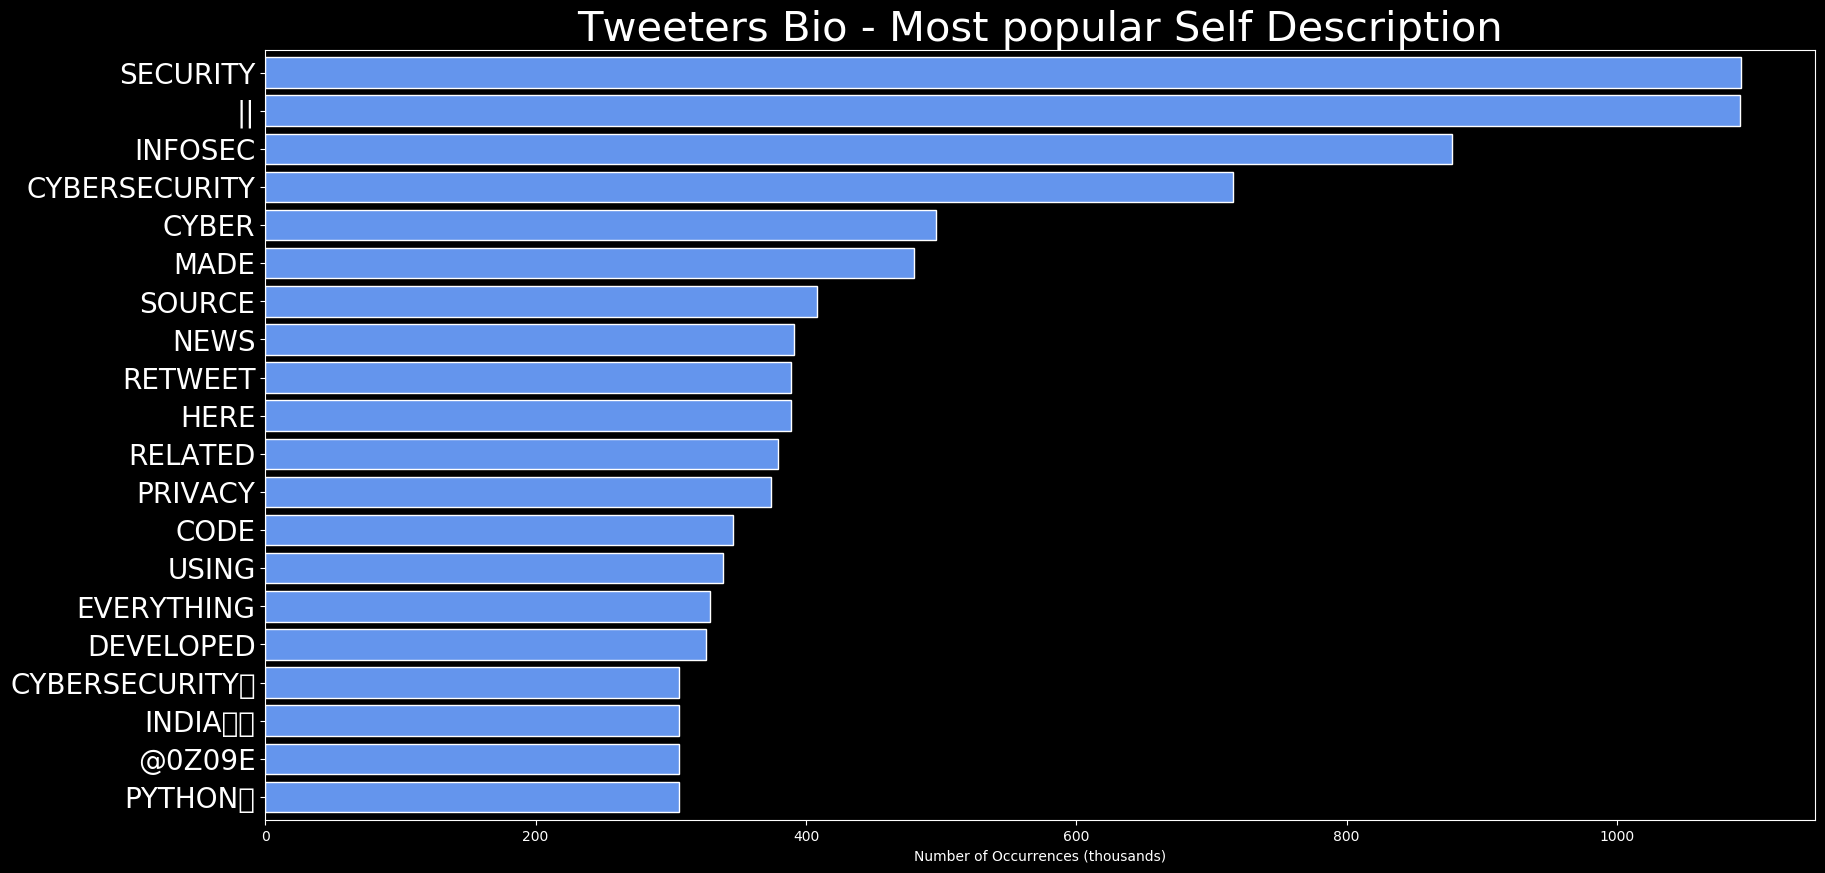 Tweeters Bio - Most popular Self Description
SECURITY
||
INFOSEC
CYBERSECURITY
CYBER
MADE
SOURCE
NEWS
RETWEET
HERE
RELATED
PRIVACY
CODE
USING
EVERYTHING
DEVELOPED
CYBERSECURITY▯
INDIA▯▯
@0Z09E
PYTHON▯
0 200 400 600 800 1000
Number of Occurrences (thousands)